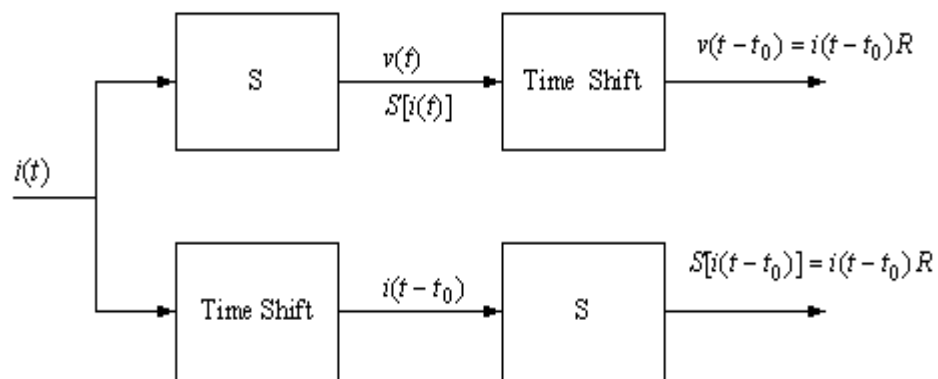 S
v(t)
S[i(t)]
Time Shift
v(t − t₀) = i(t − t₀) R
i(t)
Time Shift
i(t − t₀)
S
S[i(t − t₀)] = i(t − t₀) R